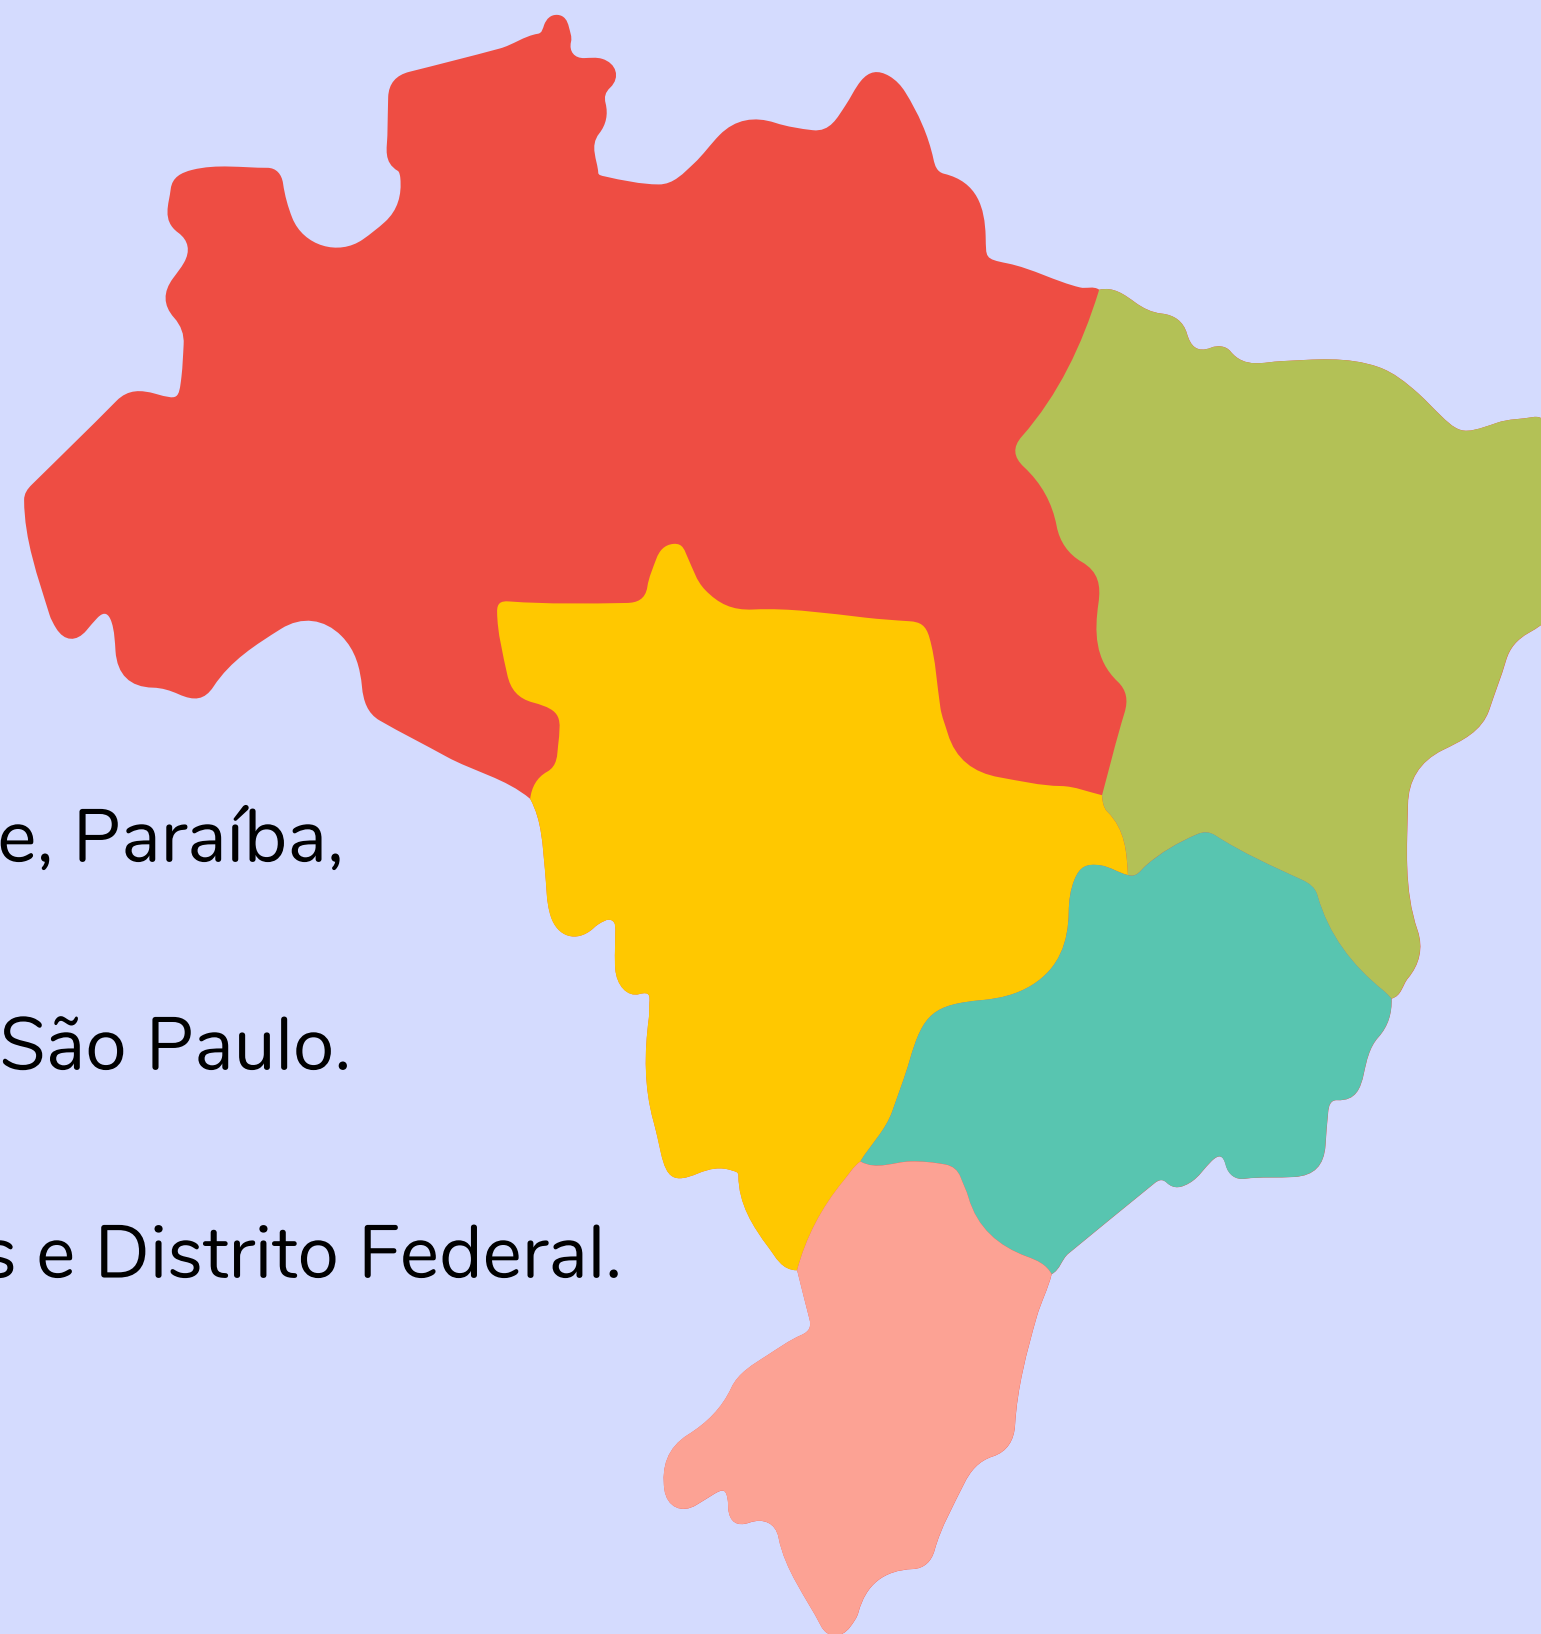 e, Paraíba,
São Paulo.
s e Distrito Federal.